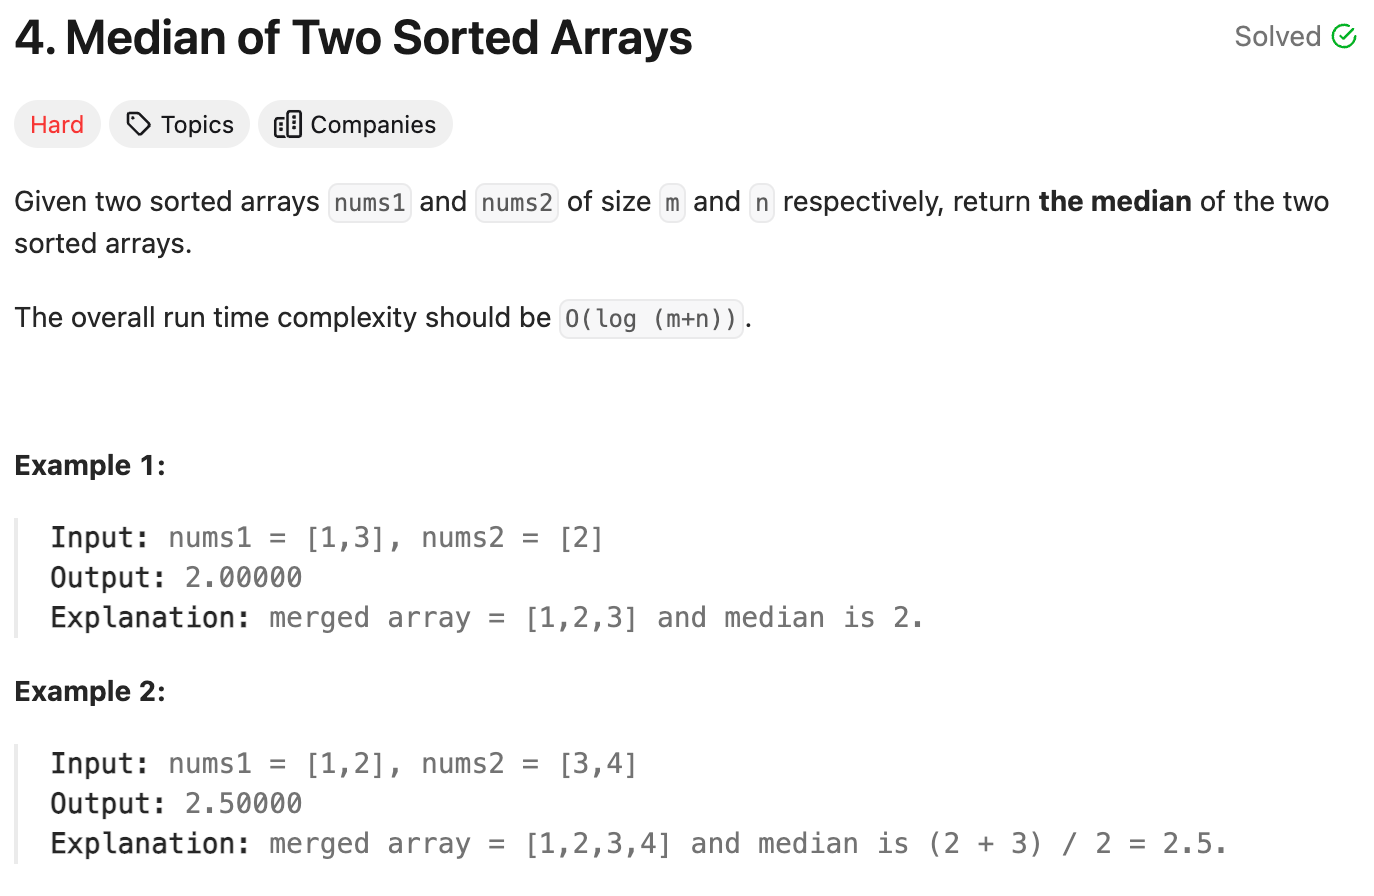 4. Median of Two Sorted Arrays
Solved
Hard
Topics
Companies
Given two sorted arrays nums1 and nums2 of size m and n respectively, return the median of the two
sorted arrays.
The overall run time complexity should be O(log (m+n)).
Example 1:
Input: nums1 = [1,3], nums2 = [2]
Output: 2.00000
Explanation: merged array = [1,2,3] and median is 2.
Example 2:
Input: nums1 = [1,2], nums2 = [3,4]
Output: 2.50000
Explanation: merged array = [1,2,3,4] and median is (2 + 3) / 2 = 2.5.